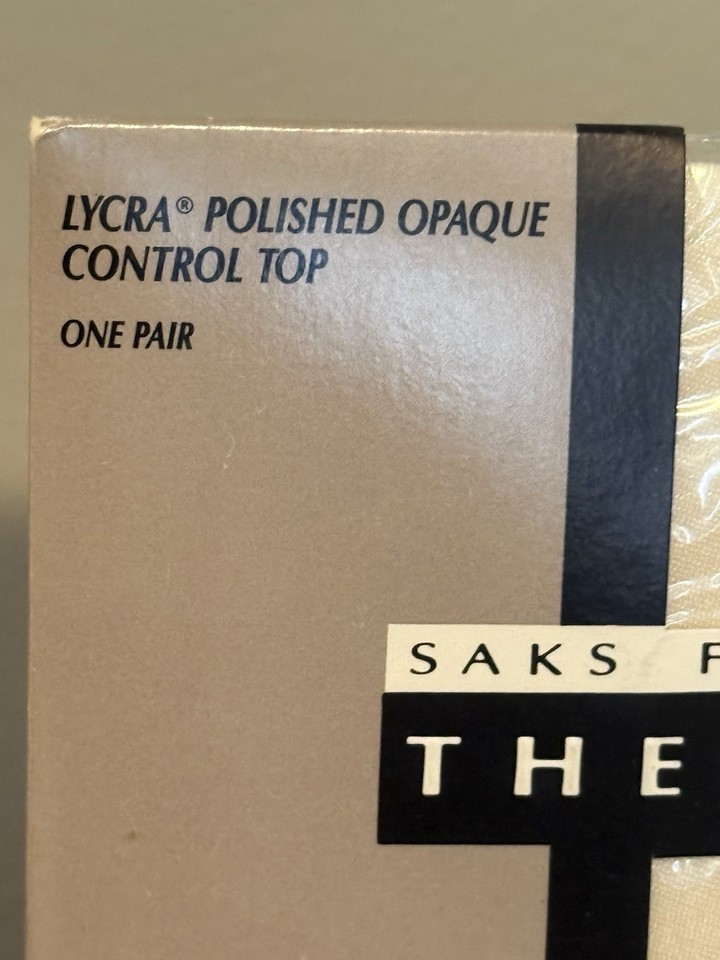 LYCRA® POLISHED OPAQUE
CONTROL TOP
ONE PAIR
SAKS F
THE